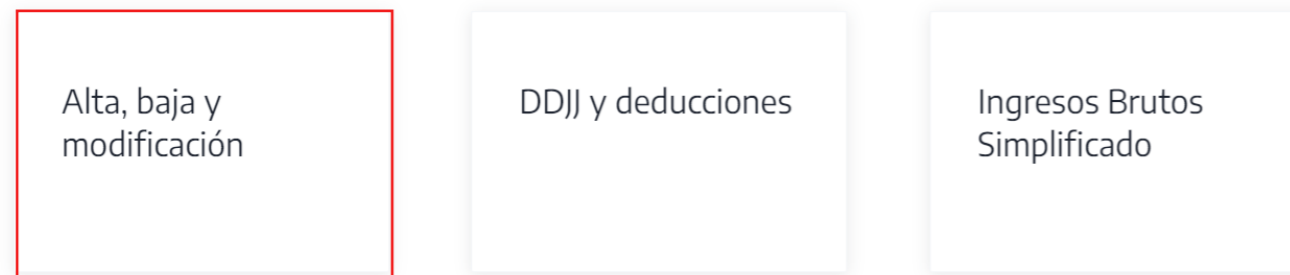 Alta, baja y
modificación
DDJJ y deducciones
Ingresos Brutos
Simplificado